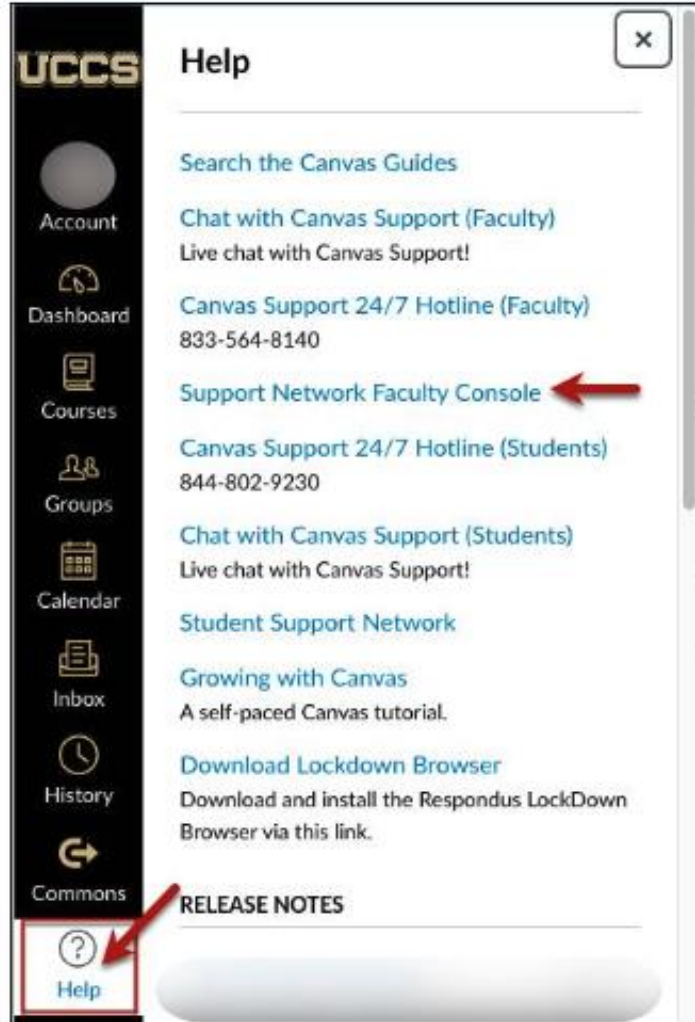 UCCS
Account
Dashboard
Courses
Groups
Calendar
Inbox
History
Commons
Help
Help
×
Search the Canvas Guides
Chat with Canvas Support (Faculty)
Live chat with Canvas Support!
Canvas Support 24/7 Hotline (Faculty)
833-564-8140
Support Network Faculty Console
Canvas Support 24/7 Hotline (Students)
844-802-9230
Chat with Canvas Support (Students)
Live chat with Canvas Support!
Student Support Network
Growing with Canvas
A self-paced Canvas tutorial.
Download Lockdown Browser
Download and install the Respondus LockDown
Browser via this link.
RELEASE NOTES